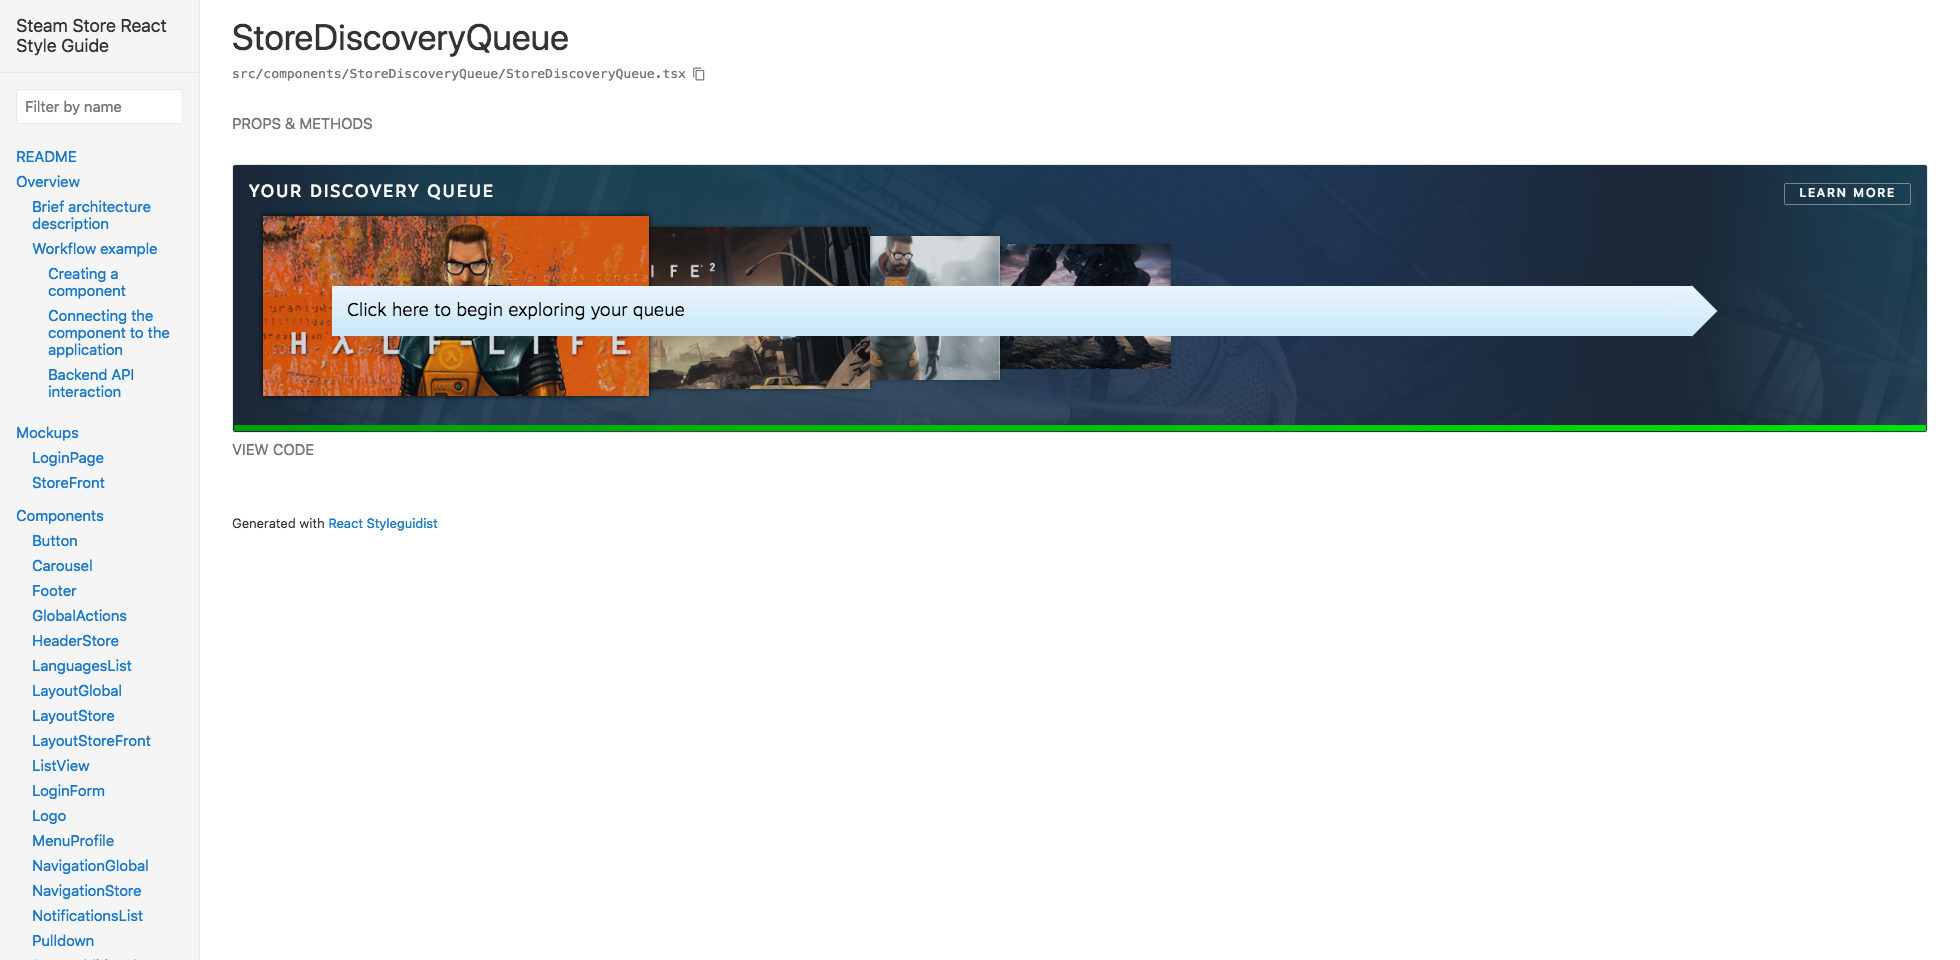 Steam Store React
Style Guide
Filter by name
README
Overview
Brief architecture
description
Workflow example
Creating a
component
Connecting the
component to the
application
Backend API
interaction
Mockups
LoginPage
StoreFront
Components
Button
Carousel
Footer
GlobalActions
HeaderStore
LanguagesList
LayoutGlobal
LayoutStore
LayoutStoreFront
ListView
LoginForm
Logo
MenuProfile
NavigationGlobal
NavigationStore
NotificationsList
Pulldown
StoreDiscoveryQueue
src/components/StoreDiscoveryQueue/StoreDiscoveryQueue.tsx
PROPS & METHODS
YOUR DISCOVERY QUEUE
LEARN MORE
Click here to begin exploring your queue
HλLF-LIFE
VIEW CODE
Generated with React Styleguidist